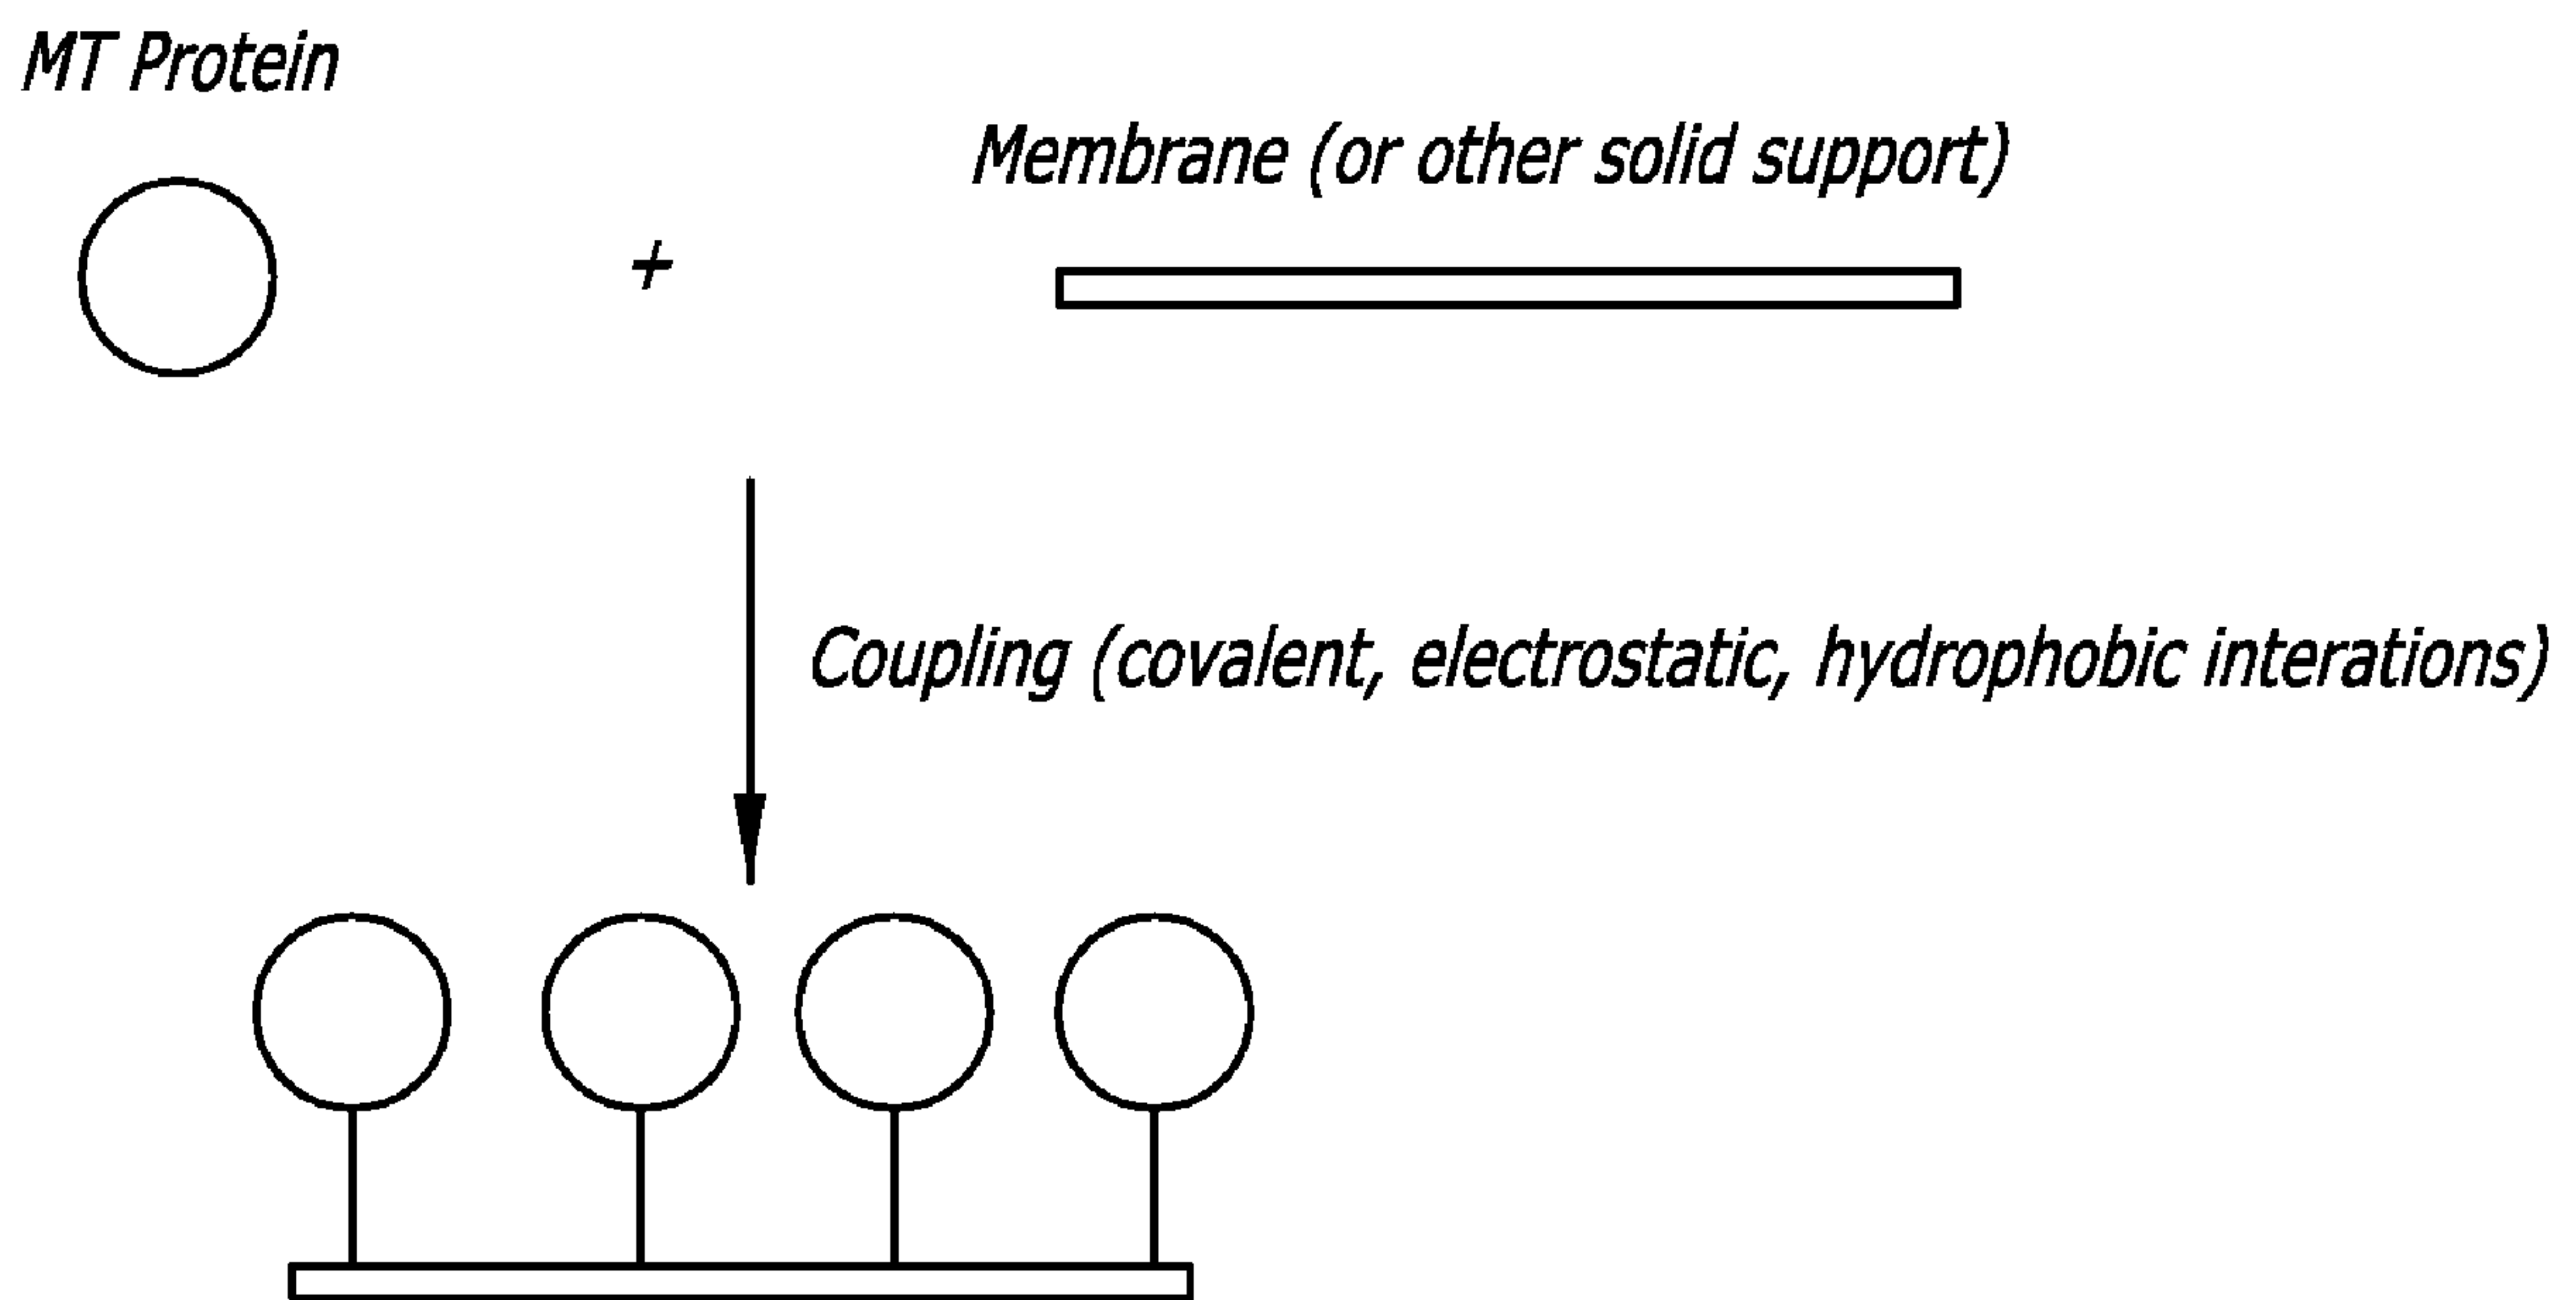 MT Protein
Membrane (or other solid support)
+
Coupling (covalent, electrostatic, hydrophobic interations)